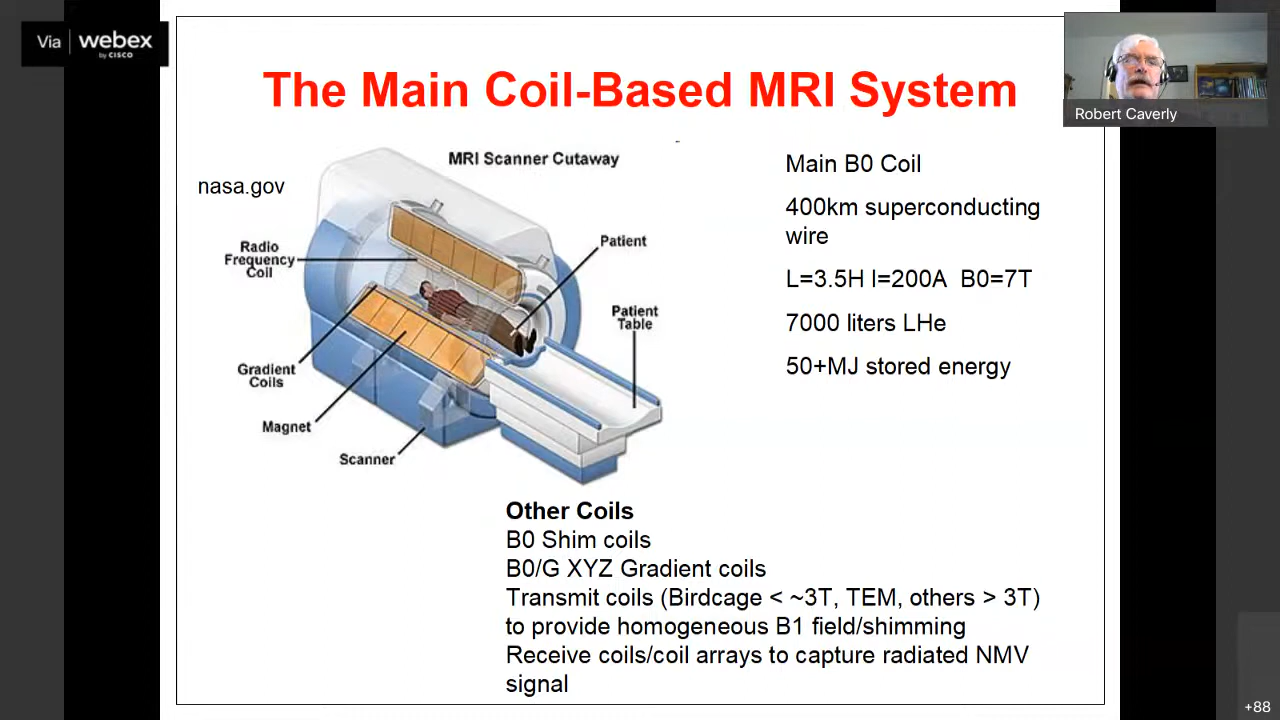 Via webex
by CISCO
The Main Coil-Based MRI System
Robert Caverly
MRI Scanner Cutaway
nasa.gov
Radio
Frequency
Coil
Patient
Patient
Table
Gradient
Coils
Magnet
Scanner
Main B0 Coil
400km superconducting
wire
L=3.5H I=200A B0=7T
7000 liters LHe
50+MJ stored energy
Other Coils
B0 Shim coils
B0/G XYZ Gradient coils
Transmit coils (Birdcage < ~3T, TEM, others > 3T)
to provide homogeneous B1 field/shimming
Receive coils/coil arrays to capture radiated NMV
signal
+88